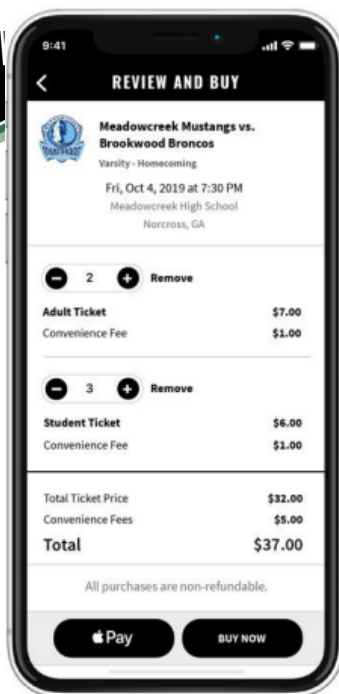 9:41
REVIEW AND BUY
Meadowcreek Mustangs vs.
Brookwood Broncos
Varsity - Homecoming
Fri, Oct 4, 2019 at 7:30 PM
Meadowcreek High School
Norcross, GA
2 Remove
Adult Ticket $7.00
Convenience Fee $1.00
3 Remove
Student Ticket $6.00
Convenience Fee $1.00
Total Ticket Price $32.00
Convenience Fees $5.00
Total $37.00
All purchases are non-refundable.
Pay BUY NOW